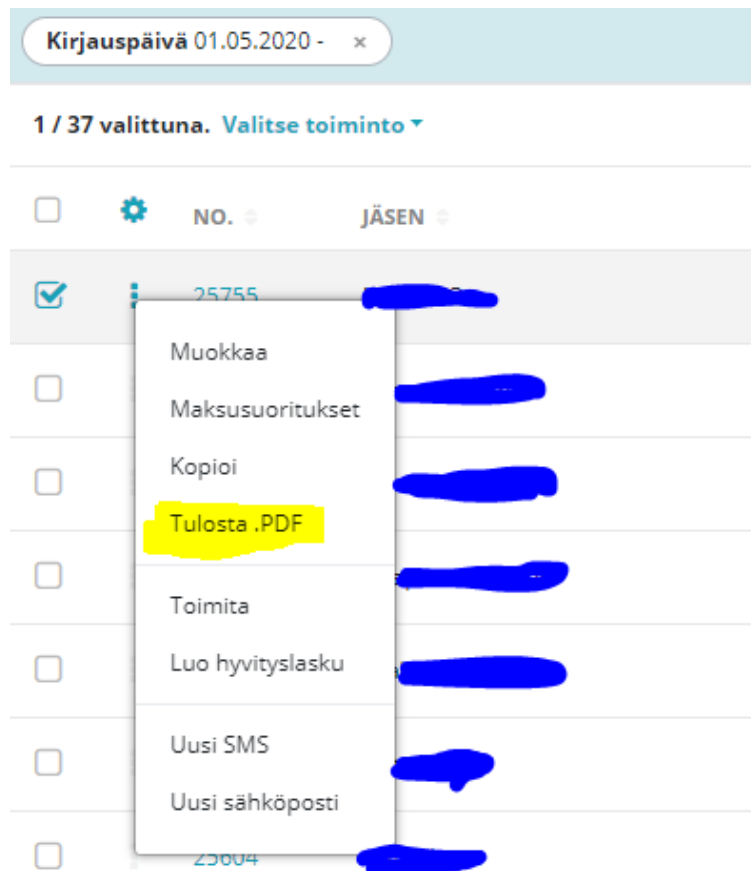 Kirjauspäivä 01.05.2020 - ×
1 / 37 valittuna. Valitse toiminto
NO. JÄSEN
25755
Muokkaa
Maksusuoritukset
Kopioi
Tulosta .PDF
Toimita
Luo hyvityslasku
Uusi SMS
Uusi sähköposti
25604